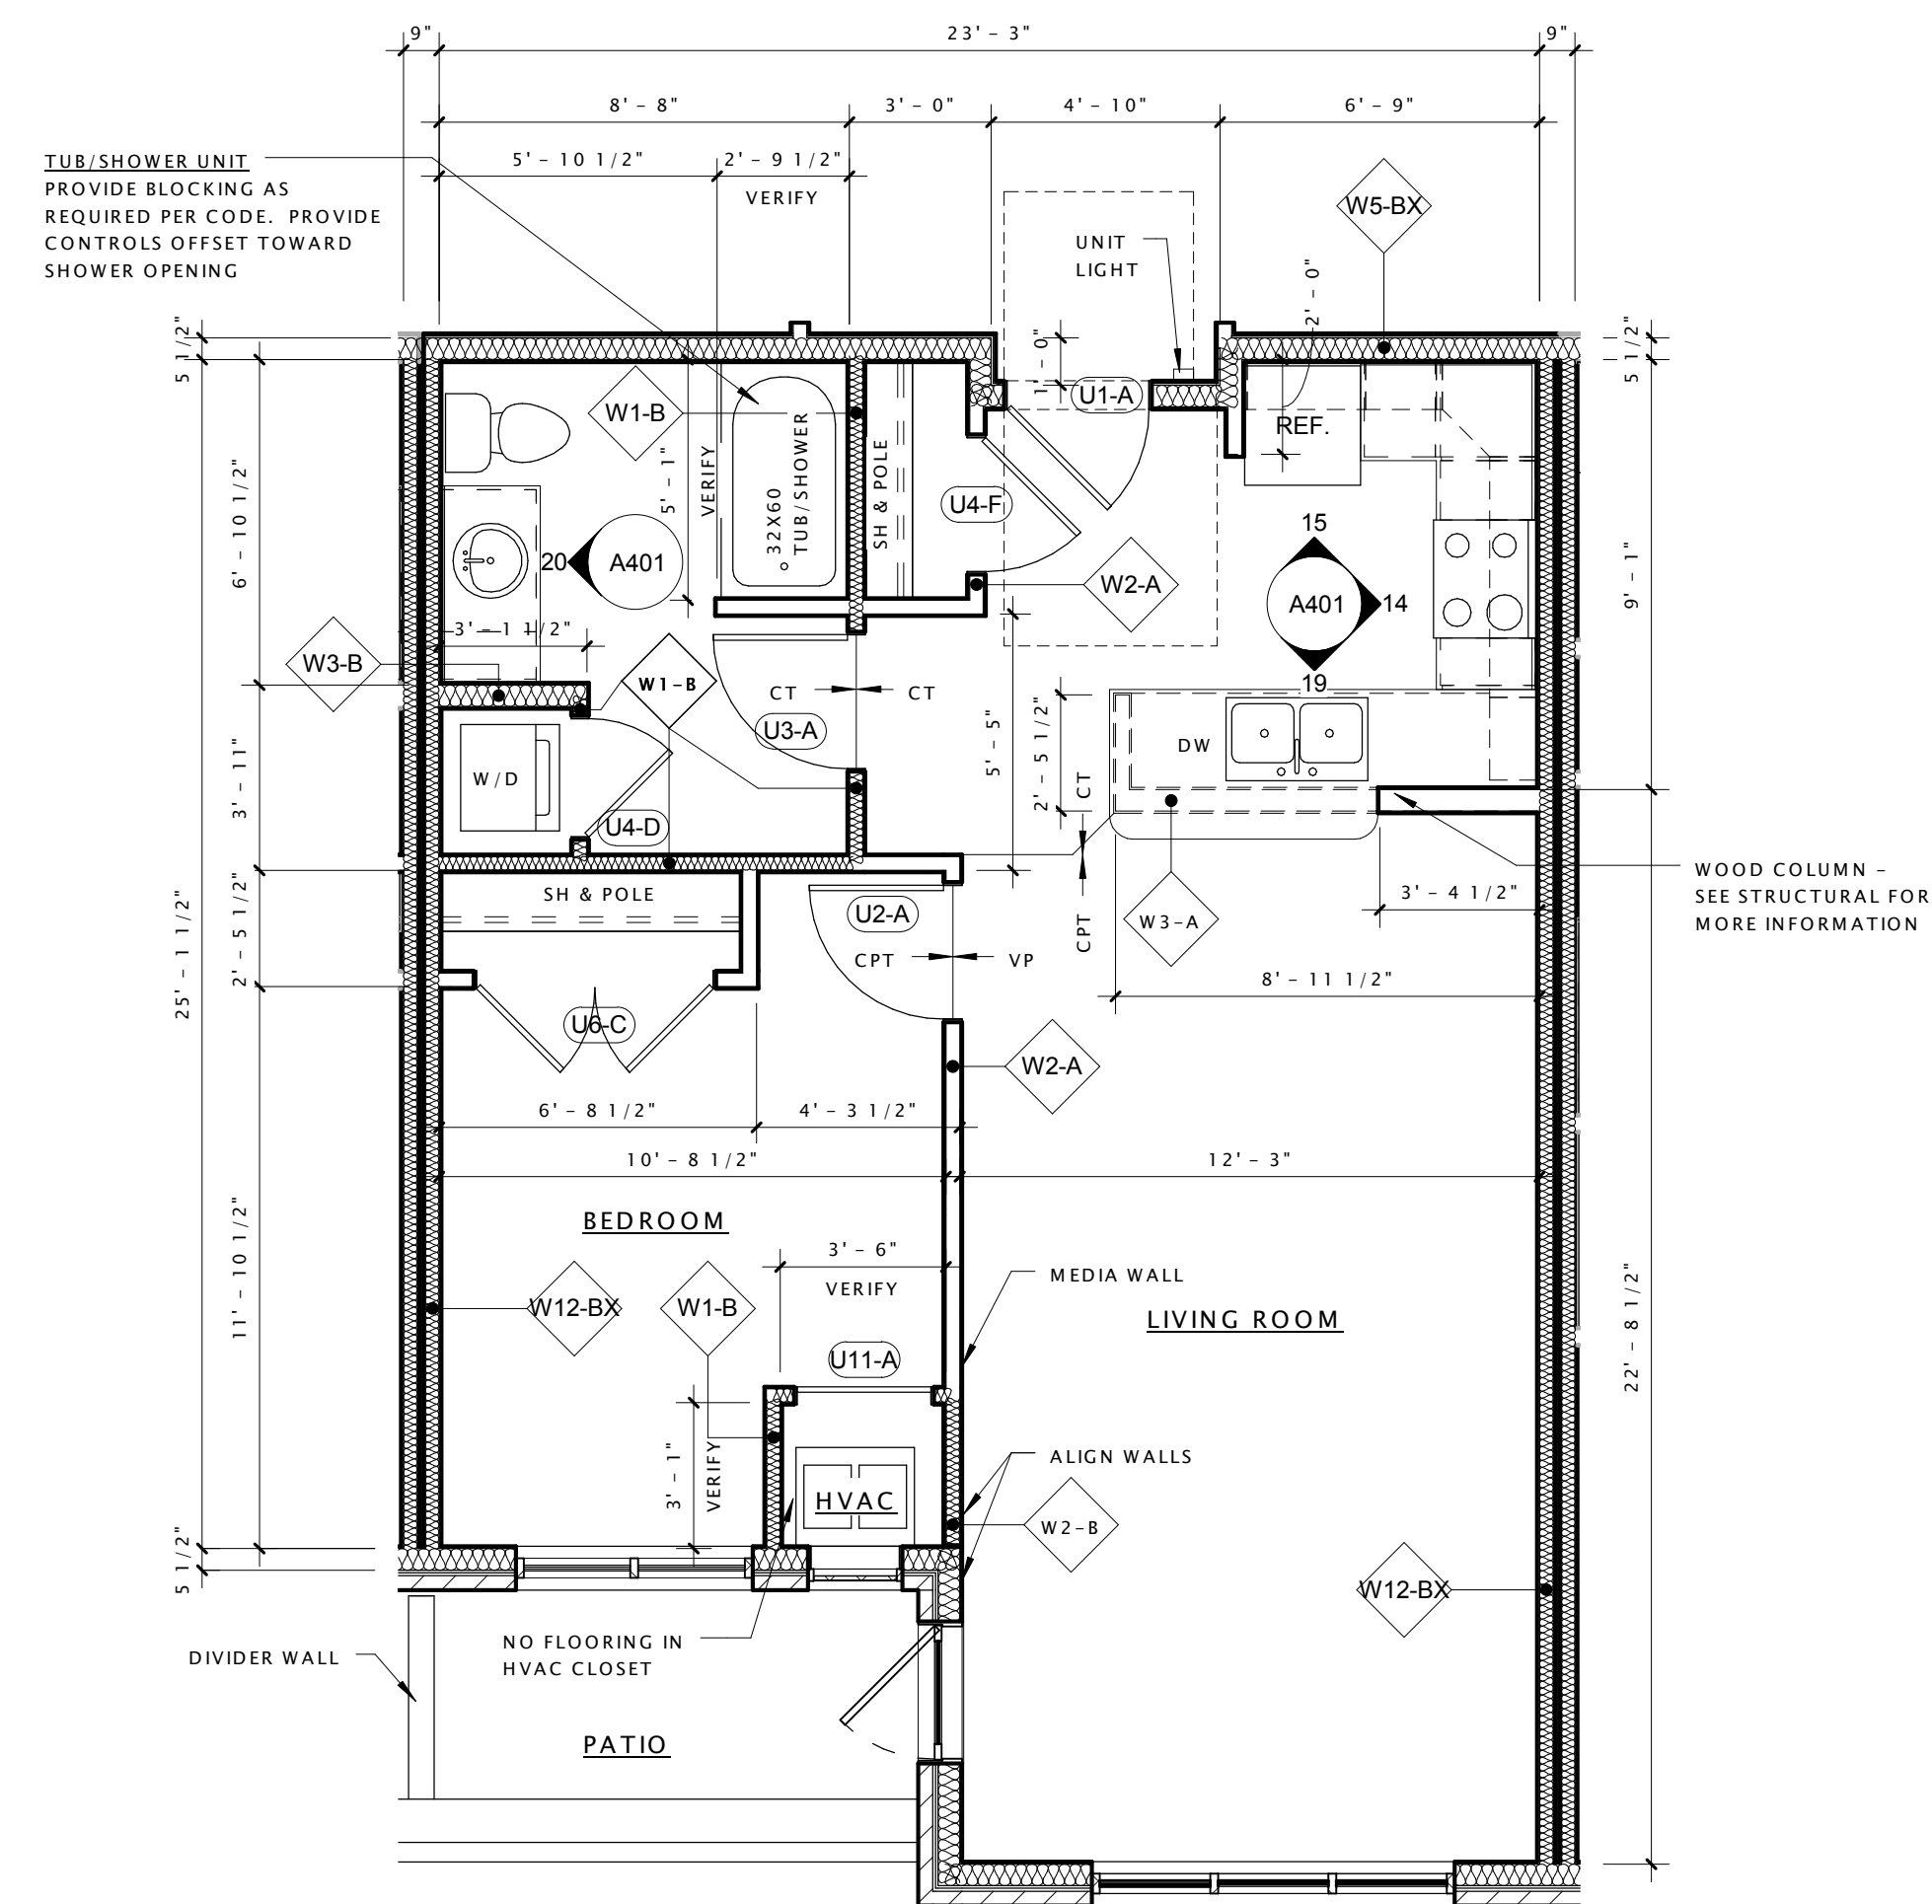 9"
23' – 3"
9"
8' – 8"
3' – 0"
4' – 10"
6' – 9"
5' – 10 1/2"
2' – 9 1/2"
VERIFY
TUB/SHOWER UNIT
PROVIDE BLOCKING AS
REQUIRED PER CODE. PROVIDE
CONTROLS OFFSET TOWARD
SHOWER OPENING
W5-BX
UNIT
LIGHT
2' – 0"
5 1/2"
1' – 0"
5 1/2"
W1-B
U1-A
REF.
5' – 1"
VERIFY
32X60
TUB/SHOWER
SH & POLE
U4-F
6' – 10 1/2"
20
A401
W2-A
15
A401
14
19
9' – 1"
3' – 1 1/2"
W3-B
W1-B
CT
CT
U3-A
5' – 5"
2' – 5 1/2"
DW
3' – 11"
W/D
U4-D
CT
CPT
WOOD COLUMN –
SEE STRUCTURAL FOR
MORE INFORMATION
3' – 4 1/2"
SH & POLE
U2-A
W3-A
25' – 1 1/2"
2' – 5 1/2"
CPT
VP
8' – 11 1/2"
U6-C
W2-A
6' – 8 1/2"
4' – 3 1/2"
10' – 8 1/2"
12' – 3"
BEDROOM
3' – 6"
VERIFY
MEDIA WALL
LIVING ROOM
11' – 10 1/2"
W12-BX
W1-B
U11-A
22' – 8 1/2"
3' – 1"
VERIFY
ALIGN WALLS
HVAC
W2-B
5 1/2"
W12-BX
DIVIDER WALL
NO FLOORING IN
HVAC CLOSET
PATIO